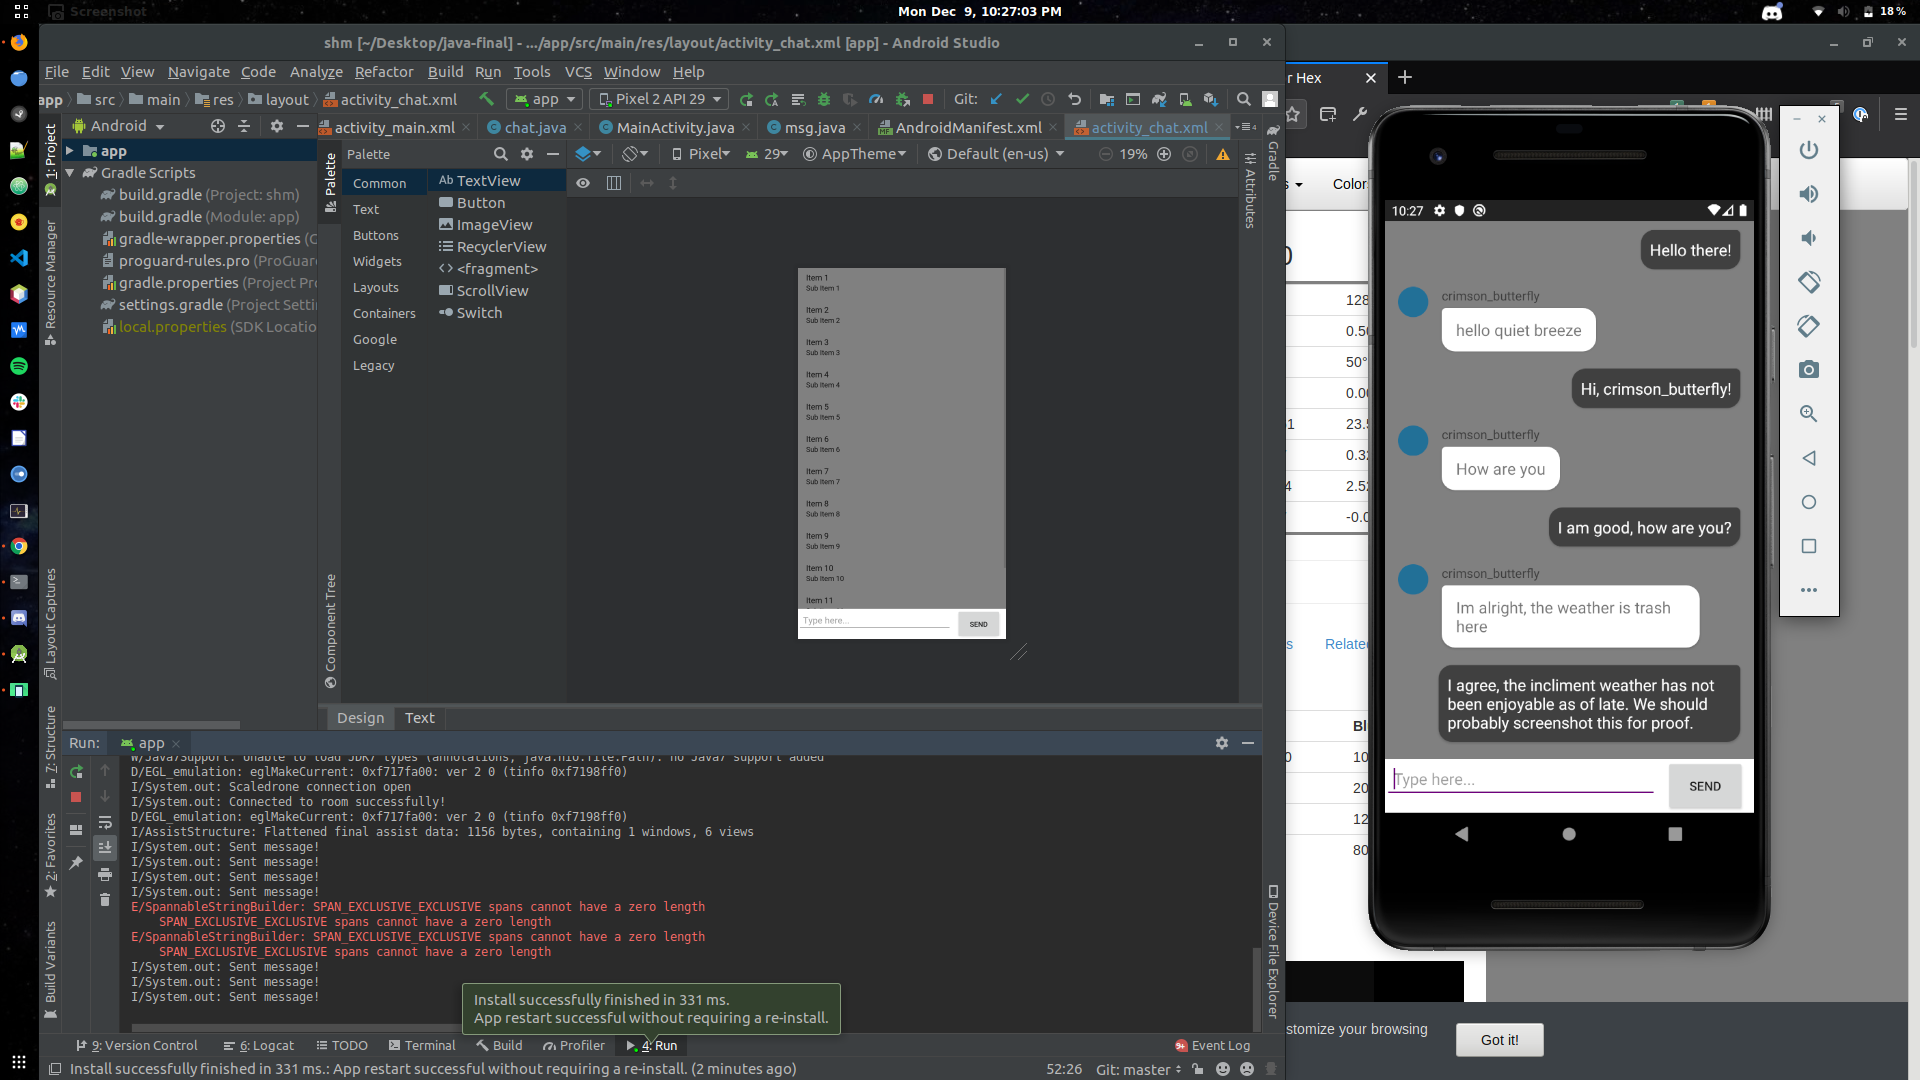 Screenshot
Mon Dec 9, 10:27:03 PM
18%
shm [~/Desktop/java-final] - .../app/src/main/res/layout/activity_chat.xml [app] - Android Studio
File Edit View Navigate Code Analyze Refactor Build Run Tools VCS Window Help
app src main res layout activity_chat.xml app Pixel 2 API 29 Git:
Android
activity_main.xml chat.java MainActivity.java msg.java AndroidManifest.xml activity_chat.xml
Palette
Pixel 29 AppTheme Default (en-us) 19%
1: Project
Resource Manager
Layout Captures
7: Structure
2: Favorites
Build Variants
app
Gradle Scripts
build.gradle (Project: shm)
build.gradle (Module: app)
gradle-wrapper.properties
proguard-rules.pro (ProGuar
gradle.properties (Project Pr
settings.gradle (Project Setti
local.properties (SDK Locatio
Palette
Component Tree
Common
Text
Buttons
Widgets
Layouts
Containers
Google
Legacy
Ab TextView
Button
ImageView
RecyclerView
<fragment>
ScrollView
Switch
Item 1
Sub Item 1
Item 2
Sub Item 2
Item 3
Sub Item 3
Item 4
Sub Item 4
Item 5
Sub Item 5
Item 6
Sub Item 6
Item 7
Sub Item 7
Item 8
Sub Item 8
Item 9
Sub Item 9
Item 10
Sub Item 10
Item 11
Type here...
SEND
Gradle
Attributes
Device File Explorer
Design Text
Run: app
W/Java7Support: Unable to load JDK7 types (annotations, java.nio.file.Path): no Java7 support added
D/EGL_emulation: eglMakeCurrent: 0xf717fa00: ver 2 0 (tinfo 0xf7198ff0)
I/System.out: Scaledrone connection open
I/System.out: Connected to room successfully!
D/EGL_emulation: eglMakeCurrent: 0xf717fa00: ver 2 0 (tinfo 0xf7198ff0)
I/AssistStructure: Flattened final assist data: 1156 bytes, containing 1 windows, 6 views
I/System.out: Sent message!
I/System.out: Sent message!
I/System.out: Sent message!
I/System.out: Sent message!
E/SpannableStringBuilder: SPAN_EXCLUSIVE_EXCLUSIVE spans cannot have a zero length
SPAN_EXCLUSIVE_EXCLUSIVE spans cannot have a zero length
E/SpannableStringBuilder: SPAN_EXCLUSIVE_EXCLUSIVE spans cannot have a zero length
SPAN_EXCLUSIVE_EXCLUSIVE spans cannot have a zero length
I/System.out: Sent message!
I/System.out: Sent message!
I/System.out: Sent message!
Install successfully finished in 331 ms.
App restart successful without requiring a re-install.
9: Version Control 6: Logcat TODO Terminal Build Profiler 4: Run 9+ Event Log
Install successfully finished in 331 ms.: App restart successful without requiring a re-install. (2 minutes ago) 52:26 Git: master
r Hex
s Color
0
128
0.50
50°
0.00
23.5
0.32
4 2.52
-0.0
s Relate
Bl
0 10
20
12
80
stomize your browsing
Got it!
10:27
Hello there!
crimson_butterfly
hello quiet breeze
Hi, crimson_butterfly!
crimson_butterfly
How are you
I am good, how are you?
crimson_butterfly
Im alright, the weather is trash
here
I agree, the incliment weather has not
been enjoyable as of late. We should
probably screenshot this for proof.
Type here...
SEND